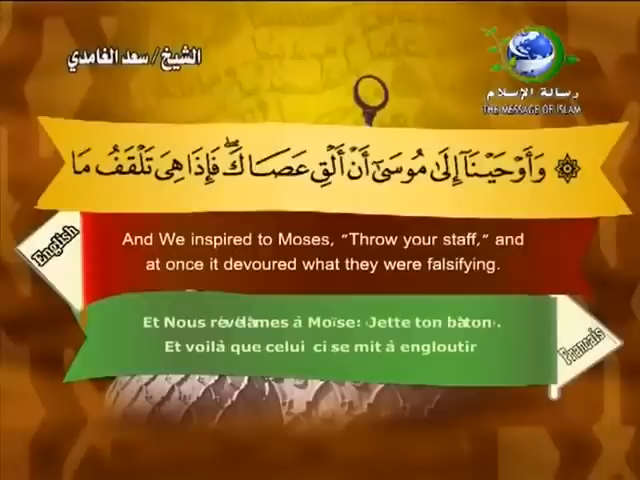 الشيخ / سعد الغامدي
رسالة الإسلام
THE MESSAGE OF ISLAM
۞ وَأَوْحَيْنَآ إِلَىٰ مُوسَىٰٓ أَنْ أَلْقِ عَصَاكَ ۖ فَإِذَا هِىَ تَلْقَفُ مَا
English
And We inspired to Moses, "Throw your staff," and
at once it devoured what they were falsifying.
Et Nous révélâmes à Moïse: Jette ton bâton.
Et voilà que celui ci se mit à engloutir
Français